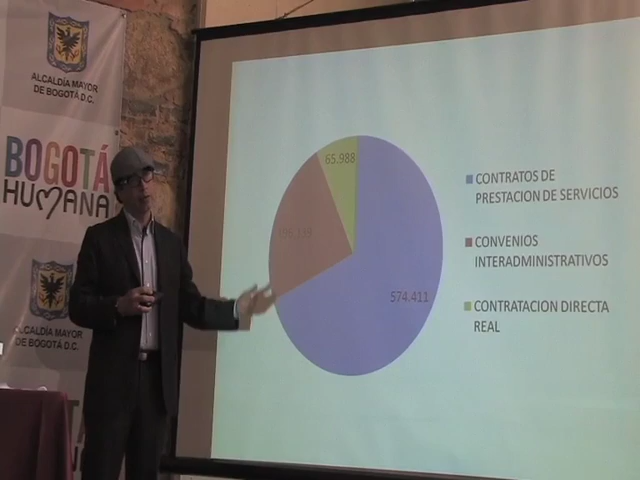 ALCALDÍA MAYOR
DE BOGOTÁ D.C.
BOGOTÁ
HUMANA
ALCALDÍA MAYOR
DE BOGOTÁ D.C.
65.988
574.411
CONTRATOS DE
PRESTACION DE SERVICIOS
CONVENIOS
INTERADMINISTRATIVOS
CONTRATACION DIRECTA
REAL